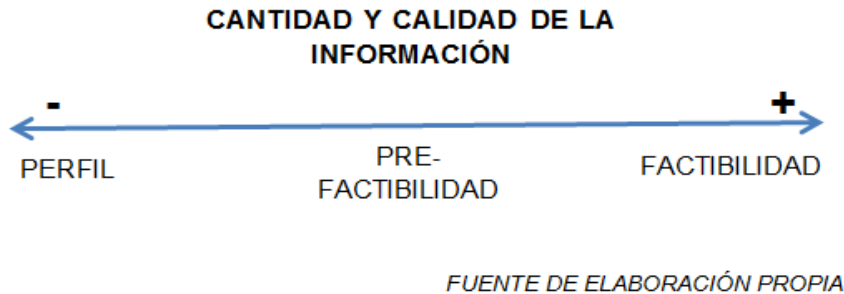 CANTIDAD Y CALIDAD DE LA
INFORMACIÓN
- +
PERFIL
PRE-
FACTIBILIDAD
FACTIBILIDAD
FUENTE DE ELABORACIÓN PROPIA